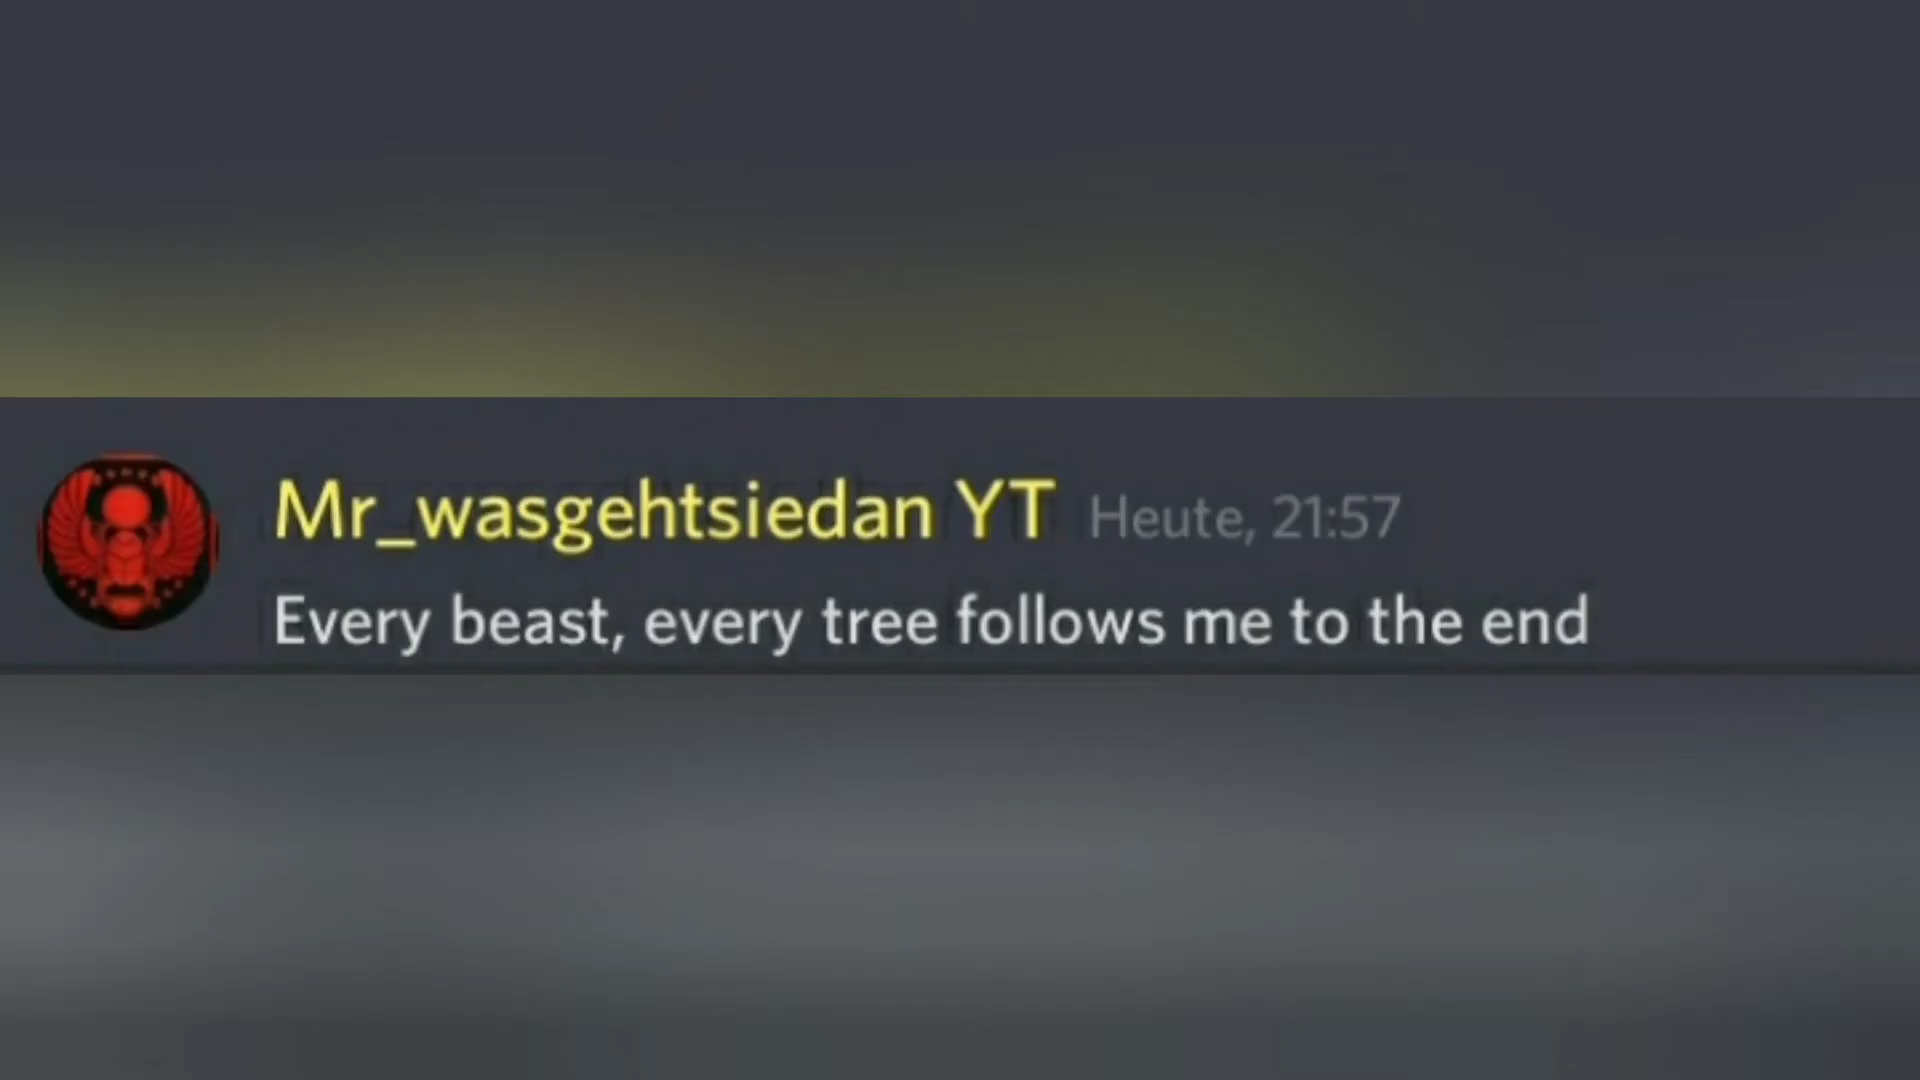 Mr_wasgehtsiedan YT Heute, 21:57
Every beast, every tree follows me to the end